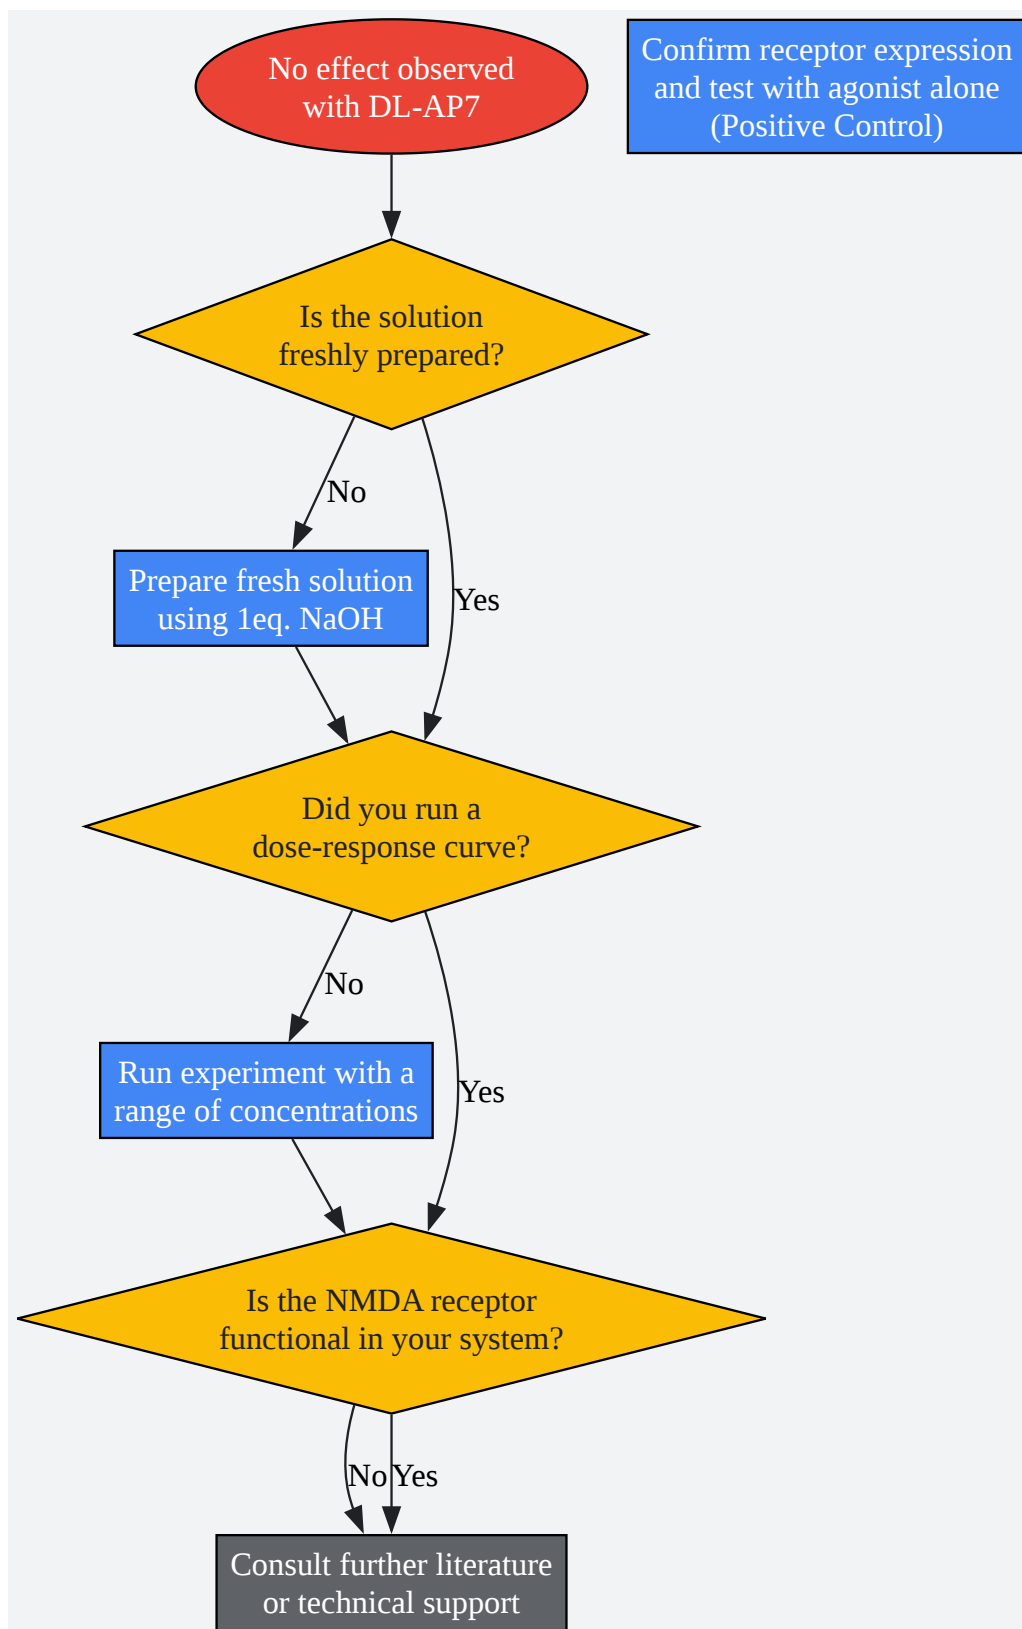 No effect observed
with DL-AP7
Confirm receptor expression
and test with agonist alone
(Positive Control)
Is the solution
freshly prepared?
No
Prepare fresh solution
using 1eq. NaOH
Yes
Did you run a
dose-response curve?
No
Run experiment with a
range of concentrations
Yes
Is the NMDA receptor
functional in your system?
No
Yes
Consult further literature
or technical support